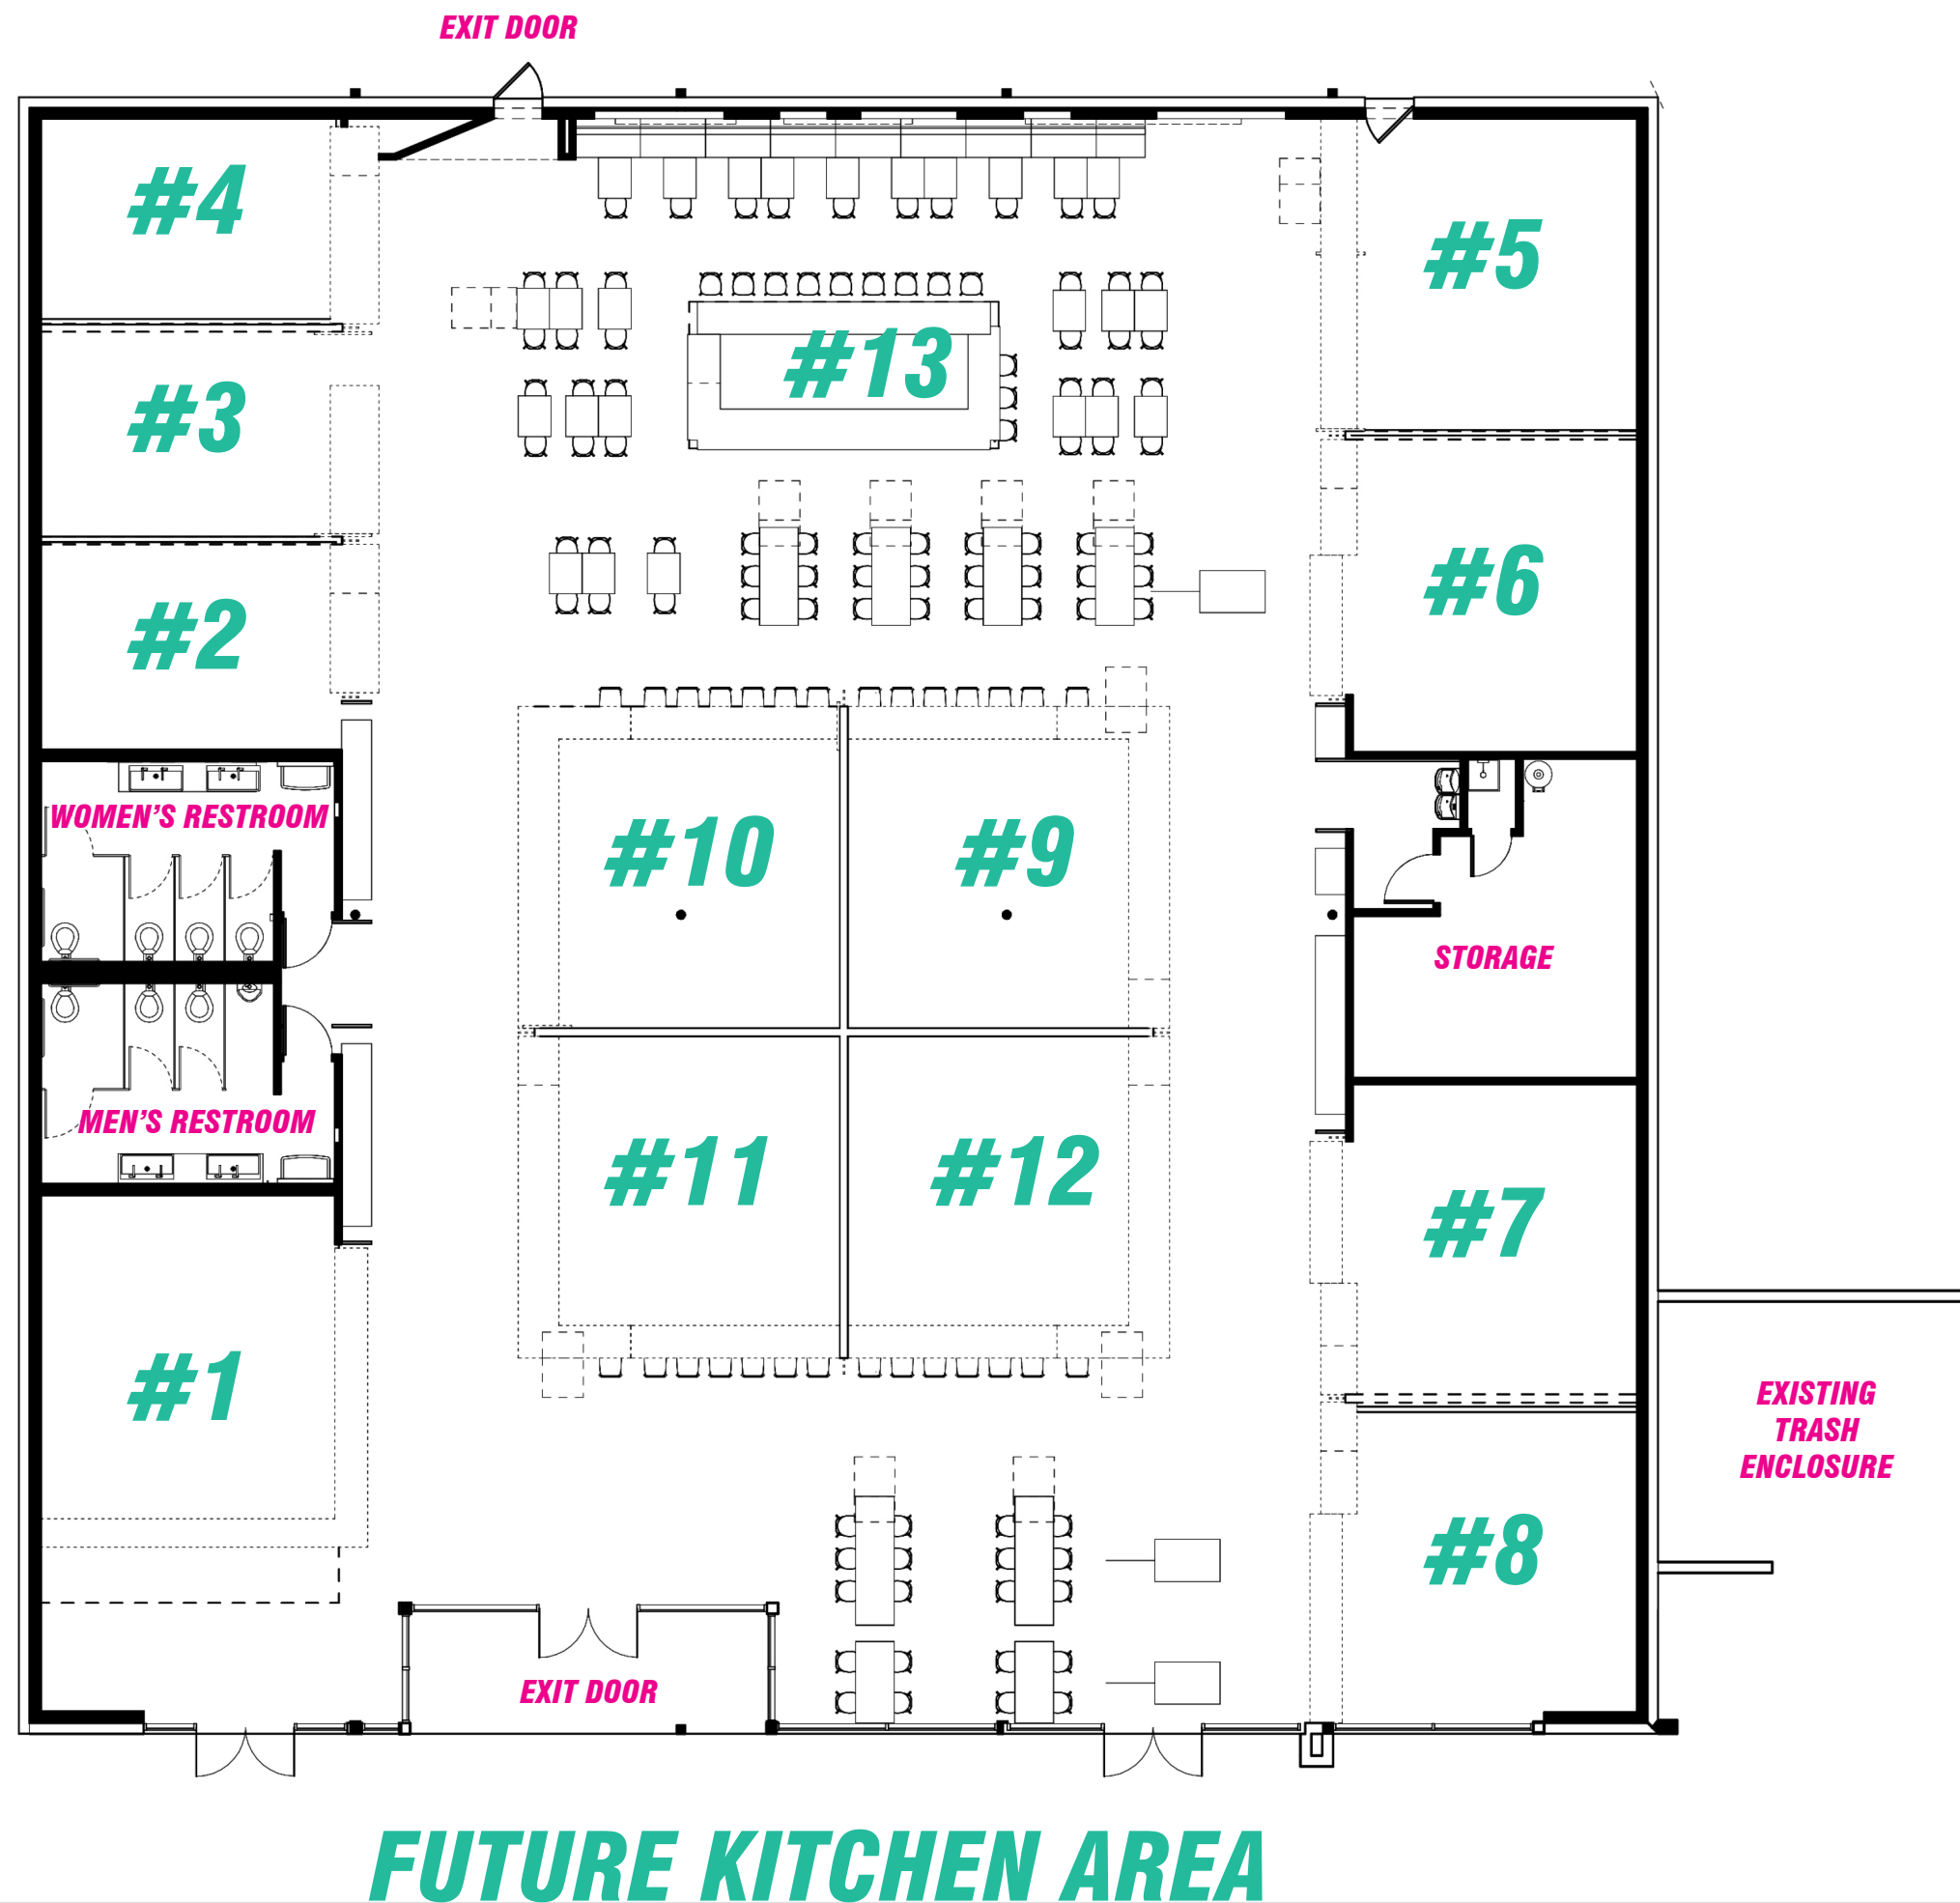 EXIT DOOR
#4
#5
#13
#3
#6
#2
WOMEN'S RESTROOM
#10
#9
STORAGE
MEN'S RESTROOM
#11
#12
#7
#1
EXISTING
TRASH
ENCLOSURE
#8
EXIT DOOR
FUTURE KITCHEN AREA